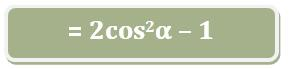 = 2cos²α – 1